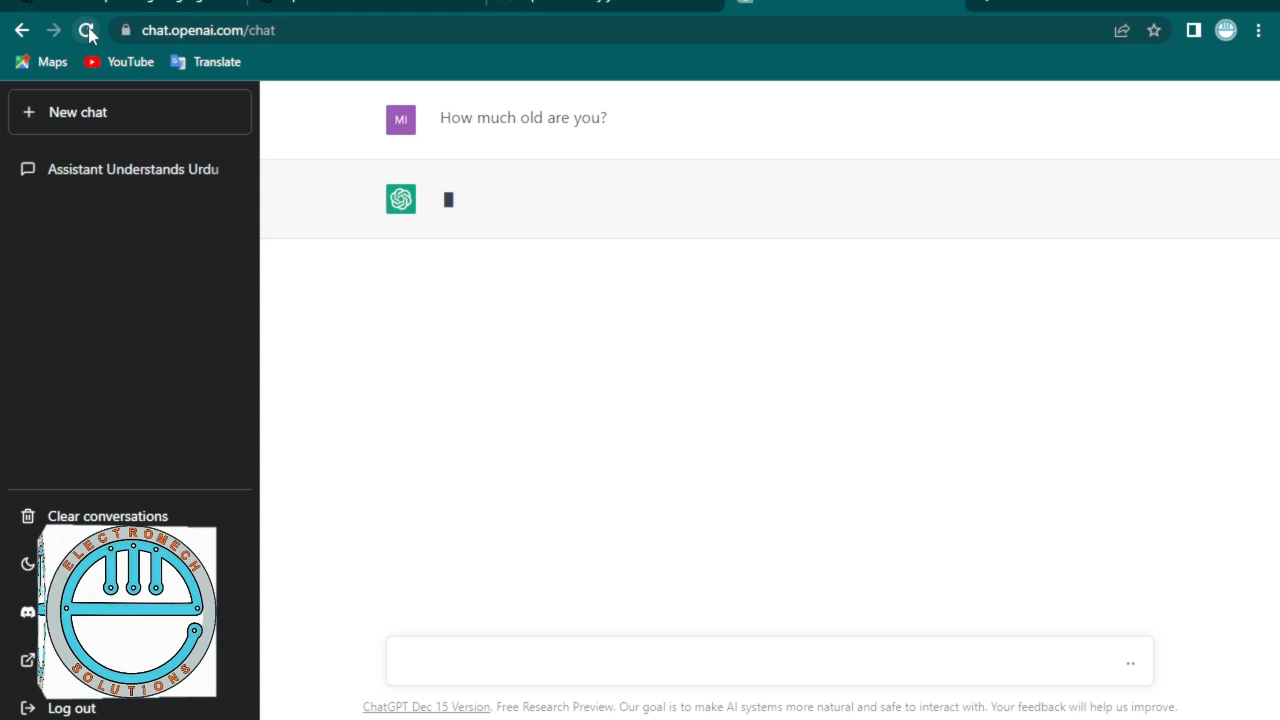 chat.openai.com/chat
Maps YouTube Translate
New chat
MI How much old are you?
Assistant Understands Urdu
Clear conversations
ELECTROMECH
SOLUTIONS
Log out
ChatGPT Dec 15 Version. Free Research Preview. Our goal is to make AI systems more natural and safe to interact with. Your feedback will help us improve.